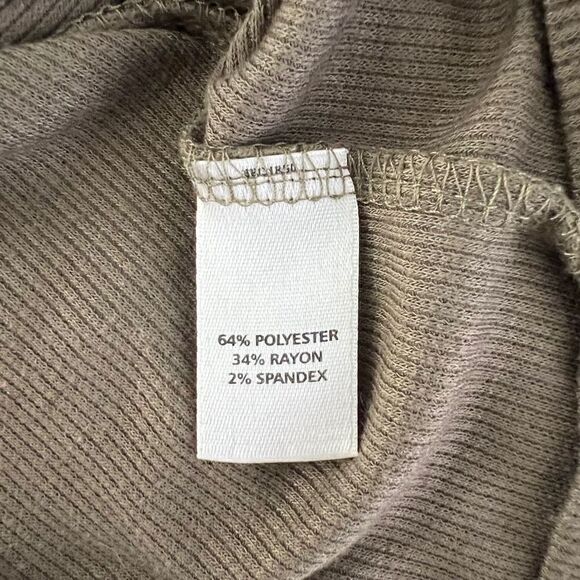 64% POLYESTER
34% RAYON
2% SPANDEX